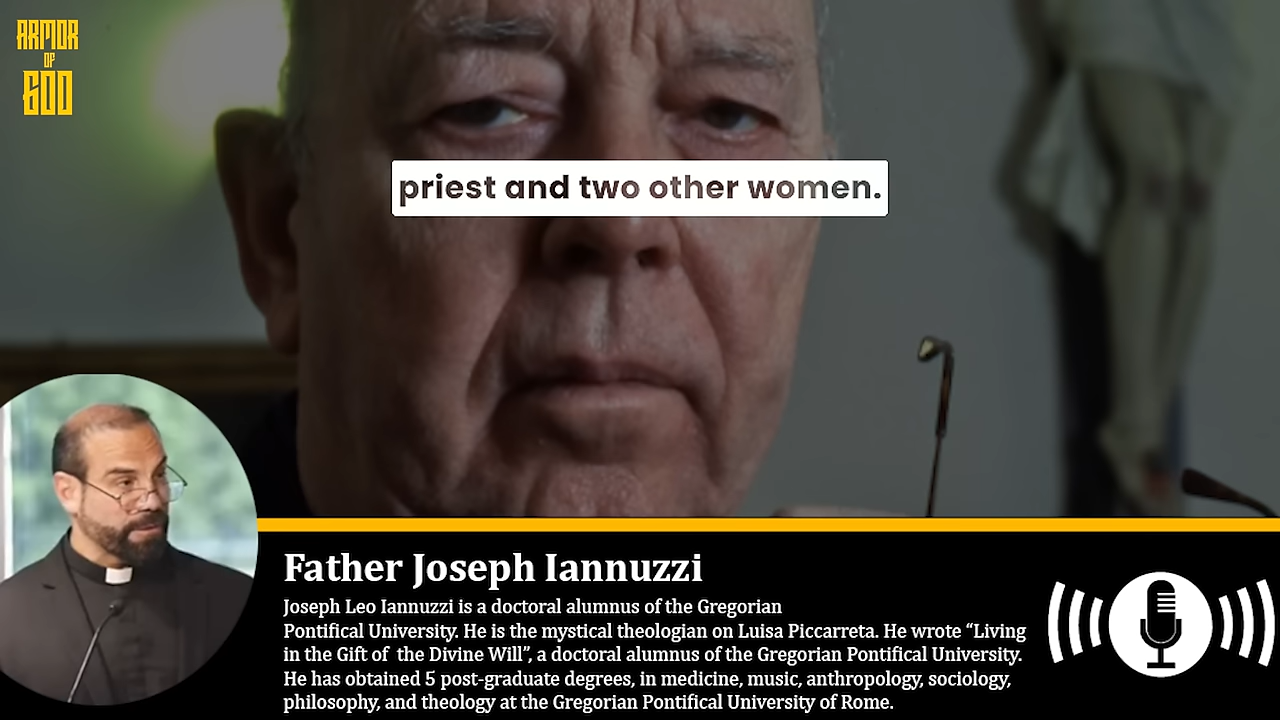 ARMOR
OF
GOD
priest and two other women.
Father Joseph Iannuzzi
Joseph Leo Iannuzzi is a doctoral alumnus of the Gregorian
Pontifical University. He is the mystical theologian on Luisa Piccarreta. He wrote “Living
in the Gift of the Divine Will”, a doctoral alumnus of the Gregorian Pontifical University.
He has obtained 5 post-graduate degrees, in medicine, music, anthropology, sociology,
philosophy, and theology at the Gregorian Pontifical University of Rome.